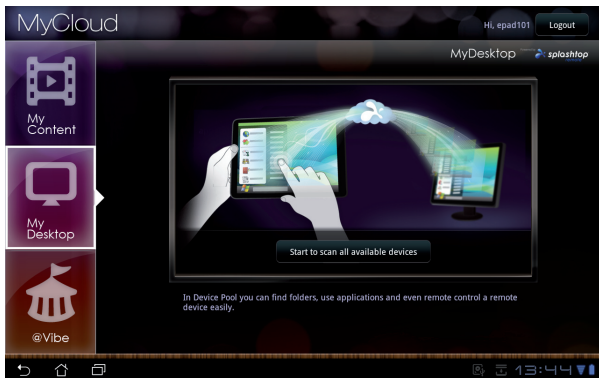 MyCloud
Hi, epad101
Logout
MyDesktop
splashtop
My
Content
My
Desktop
@Vibe
Start to scan all available devices
In Device Pool you can find folders, use applications and even remote control a remote
device easily.
13:44